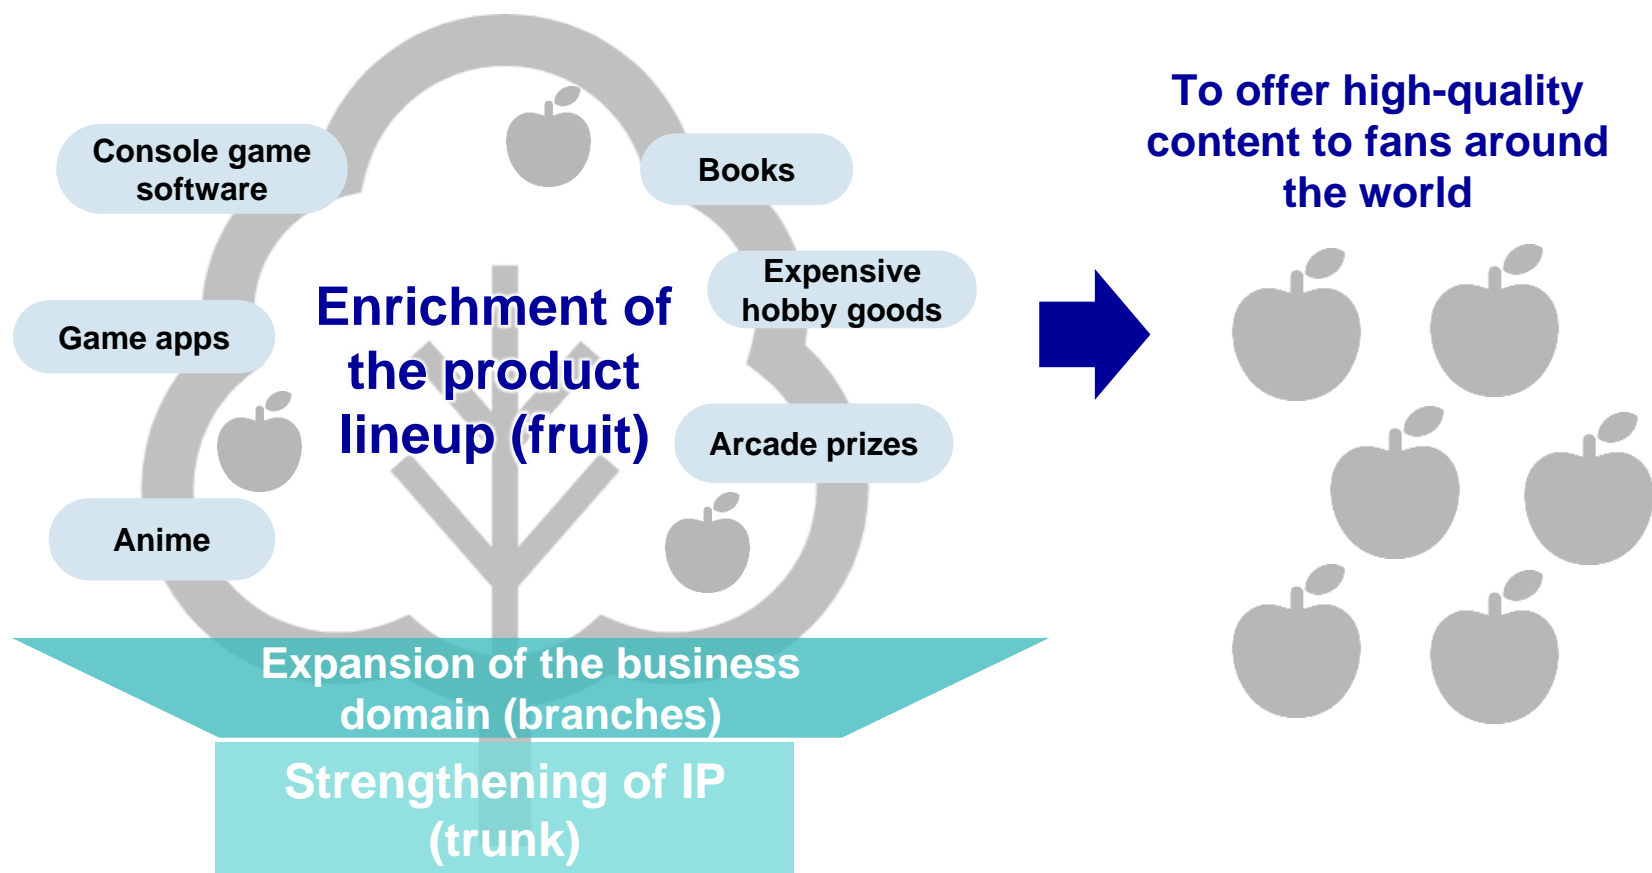 Console game
software
Game apps
Anime
Books
Expensive
hobby goods
Arcade prizes
Enrichment of
the product
lineup (fruit)
Expansion of the business
domain (branches)
Strengthening of IP
(trunk)
To offer high-quality
content to fans around
the world